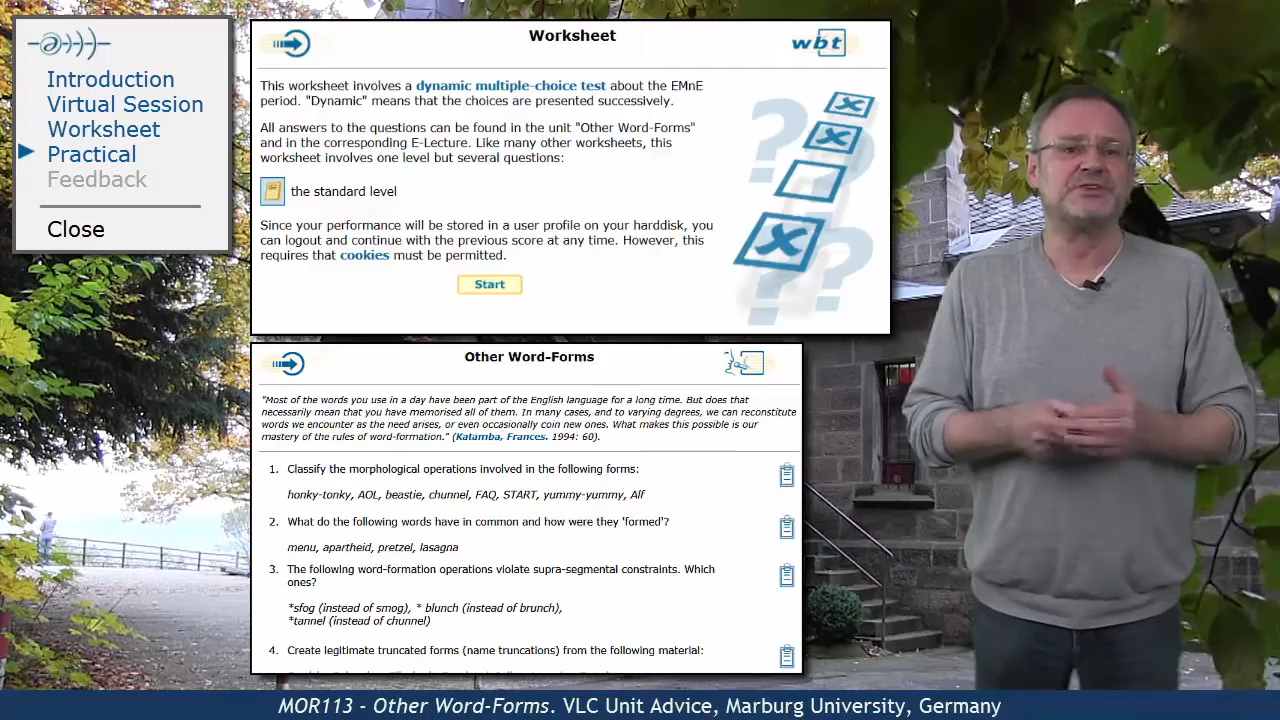 Introduction
Virtual Session
Worksheet
Practical
Feedback
Close
Worksheet
wbt
This worksheet involves a dynamic multiple-choice test about the EMnE
period. "Dynamic" means that the choices are presented successively.
All answers to the questions can be found in the unit "Other Word-Forms"
and in the corresponding E-Lecture. Like many other worksheets, this
worksheet involves one level but several questions:
the standard level
Since your performance will be stored in a user profile on your harddisk, you
can logout and continue with the previous score at any time. However, this
requires that cookies must be permitted.
Start
Other Word-Forms
"Most of the words you use in a day have been part of the English language for a long time. But does that
necessarily mean that you have memorised all of them. In many cases, and to varying degrees, we can reconstitute
words we encounter as the need arises, or even occasionally coin new ones. What makes this possible is our
mastery of the rules of word-formation." (Katamba, Frances. 1994: 60).
1. Classify the morphological operations involved in the following forms:
honky-tonky, AOL, beastie, chunnel, FAQ, START, yummy-yummy, Alf
2. What do the following words have in common and how were they 'formed'?
menu, apartheid, pretzel, lasagna
3. The following word-formation operations violate supra-segmental constraints. Which
ones?
*sfog (instead of smog), * blunch (instead of brunch),
*tannel (instead of chunnel)
4. Create legitimate truncated forms (name truncations) from the following material:
MOR113 - Other Word-Forms. VLC Unit Advice, Marburg University, Germany